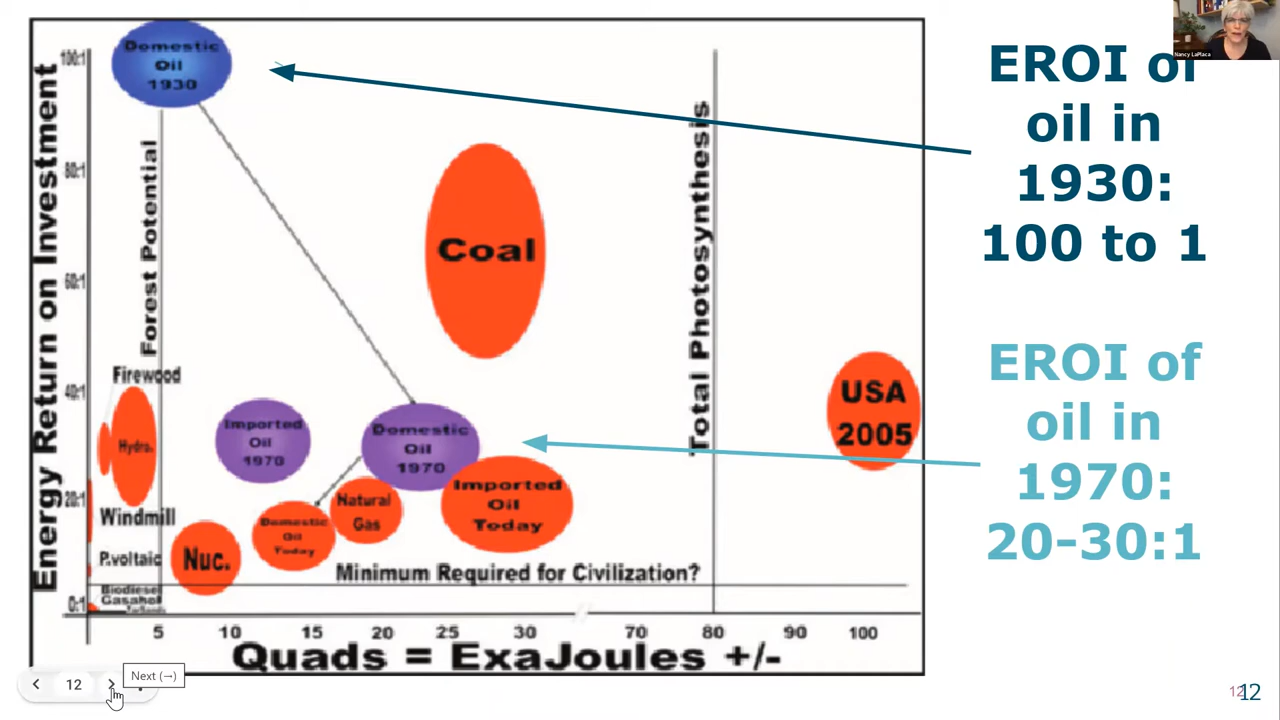 Domestic
Oil
1930
100:1
80:1
60:1
40:1
20:1
0:1
Energy Return on Investment
Forest Potential
Total Photosynthesis
Coal
USA
2005
Firewood
Hydro.
Imported
Oil
1970
Domestic
Oil
1970
Imported
Oil
Today
Natural
Gas
Domestic
Oil
Today
Windmill
P.voltaic
Nuc.
Biodiesel
Gasahol
Minimum Required for Civilization?
5 10 15 20 25 30 70 80 90 100
Quads = ExaJoules +/-
EROI of
oil in
1930:
100 to 1
EROI of
oil in
1970:
20-30:1
Nancy LaPlaca
12
Next (→)
12
12